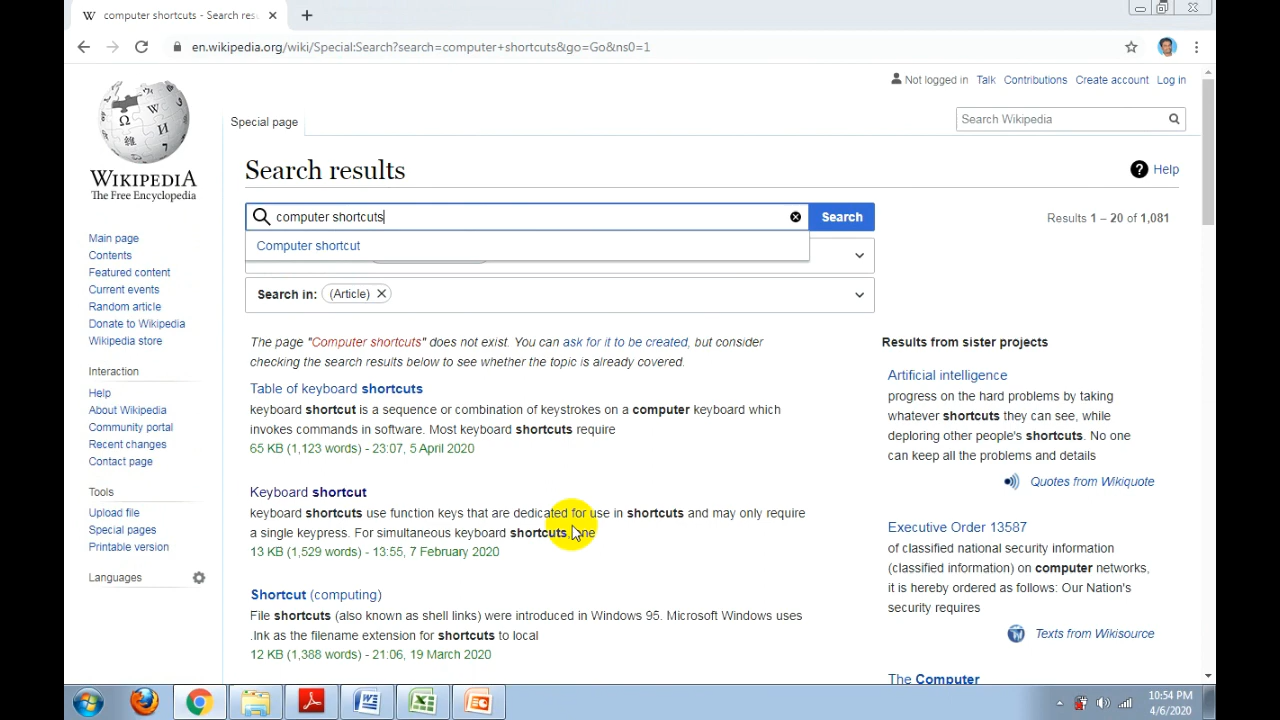 computer shortcuts - Search res
en.wikipedia.org/wiki/Special:Search?search=computer+shortcuts&go=Go&ns0=1
Not logged in Talk Contributions Create account Log in
WIKIPEDIA
The Free Encyclopedia
Special page
Search Wikipedia
Search results
Help
computer shortcuts
Search
Results 1 – 20 of 1,081
Computer shortcut
Search in: (Article)
Main page
Contents
Featured content
Current events
Random article
Donate to Wikipedia
Wikipedia store
Interaction
Help
About Wikipedia
Community portal
Recent changes
Contact page
Tools
Upload file
Special pages
Printable version
Languages
The page "Computer shortcuts" does not exist. You can ask for it to be created, but consider
checking the search results below to see whether the topic is already covered.
Table of keyboard shortcuts
keyboard shortcut is a sequence or combination of keystrokes on a computer keyboard which
invokes commands in software. Most keyboard shortcuts require
65 KB (1,123 words) - 23:07, 5 April 2020
Keyboard shortcut
keyboard shortcuts use function keys that are dedicated for use in shortcuts and may only require
a single keypress. For simultaneous keyboard shortcuts, one
13 KB (1,529 words) - 13:55, 7 February 2020
Shortcut (computing)
File shortcuts (also known as shell links) were introduced in Windows 95. Microsoft Windows uses
.lnk as the filename extension for shortcuts to local
12 KB (1,388 words) - 21:06, 19 March 2020
Results from sister projects
Artificial intelligence
progress on the hard problems by taking
whatever shortcuts they can see, while
deploring other people's shortcuts. No one
can keep all the problems and details
Quotes from Wikiquote
Executive Order 13587
of classified national security information
(classified information) on computer networks,
it is hereby ordered as follows: Our Nation's
security requires
Texts from Wikisource
The Computer
10:54 PM
4/6/2020